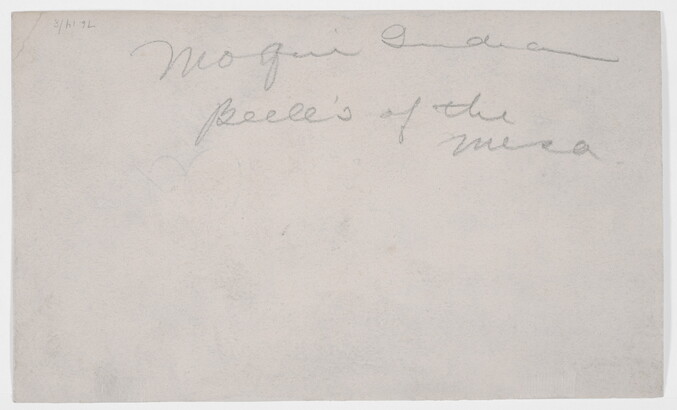 Moqui Indian
Belle's of the
Mesa